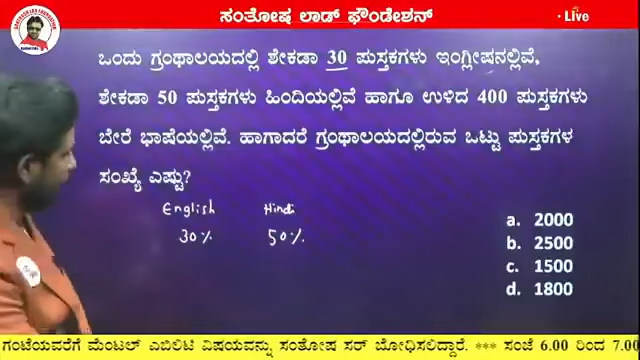 ಸಂತೋಷ ಲಾಡ್ ಫೌಂಡೇಶನ್
Live
ಒಂದು ಗ್ರಂಥಾಲಯದಲ್ಲಿ ಶೇಕಡಾ 30 ಪುಸ್ತಕಗಳು ಇಂಗ್ಲೀಷನಲ್ಲಿವೆ,
ಶೇಕಡಾ 50 ಪುಸ್ತಕಗಳು ಹಿಂದಿಯಲ್ಲಿವೆ ಹಾಗೂ ಉಳಿದ 400 ಪುಸ್ತಕಗಳು
ಬೇರೆ ಭಾಷೆಯಲ್ಲಿವೆ. ಹಾಗಾದರೆ ಗ್ರಂಥಾಲಯದಲ್ಲಿರುವ ಒಟ್ಟು ಪುಸ್ತಕಗಳ
ಸಂಖ್ಯೆ ಎಷ್ಟು?
English Hindi
30% 50%
a. 2000
b. 2500
c. 1500
d. 1800
ಗಂಟೆಯವರೆಗೆ ಮೆಂಟಲ್ ಎಬಿಲಿಟಿ ವಿಷಯವನ್ನು ಸಂತೋಷ ಸರ್ ಬೋಧಿಸಲಿದ್ದಾರೆ. *** ಸಂಜೆ 6.00 ರಿಂದ 7.00